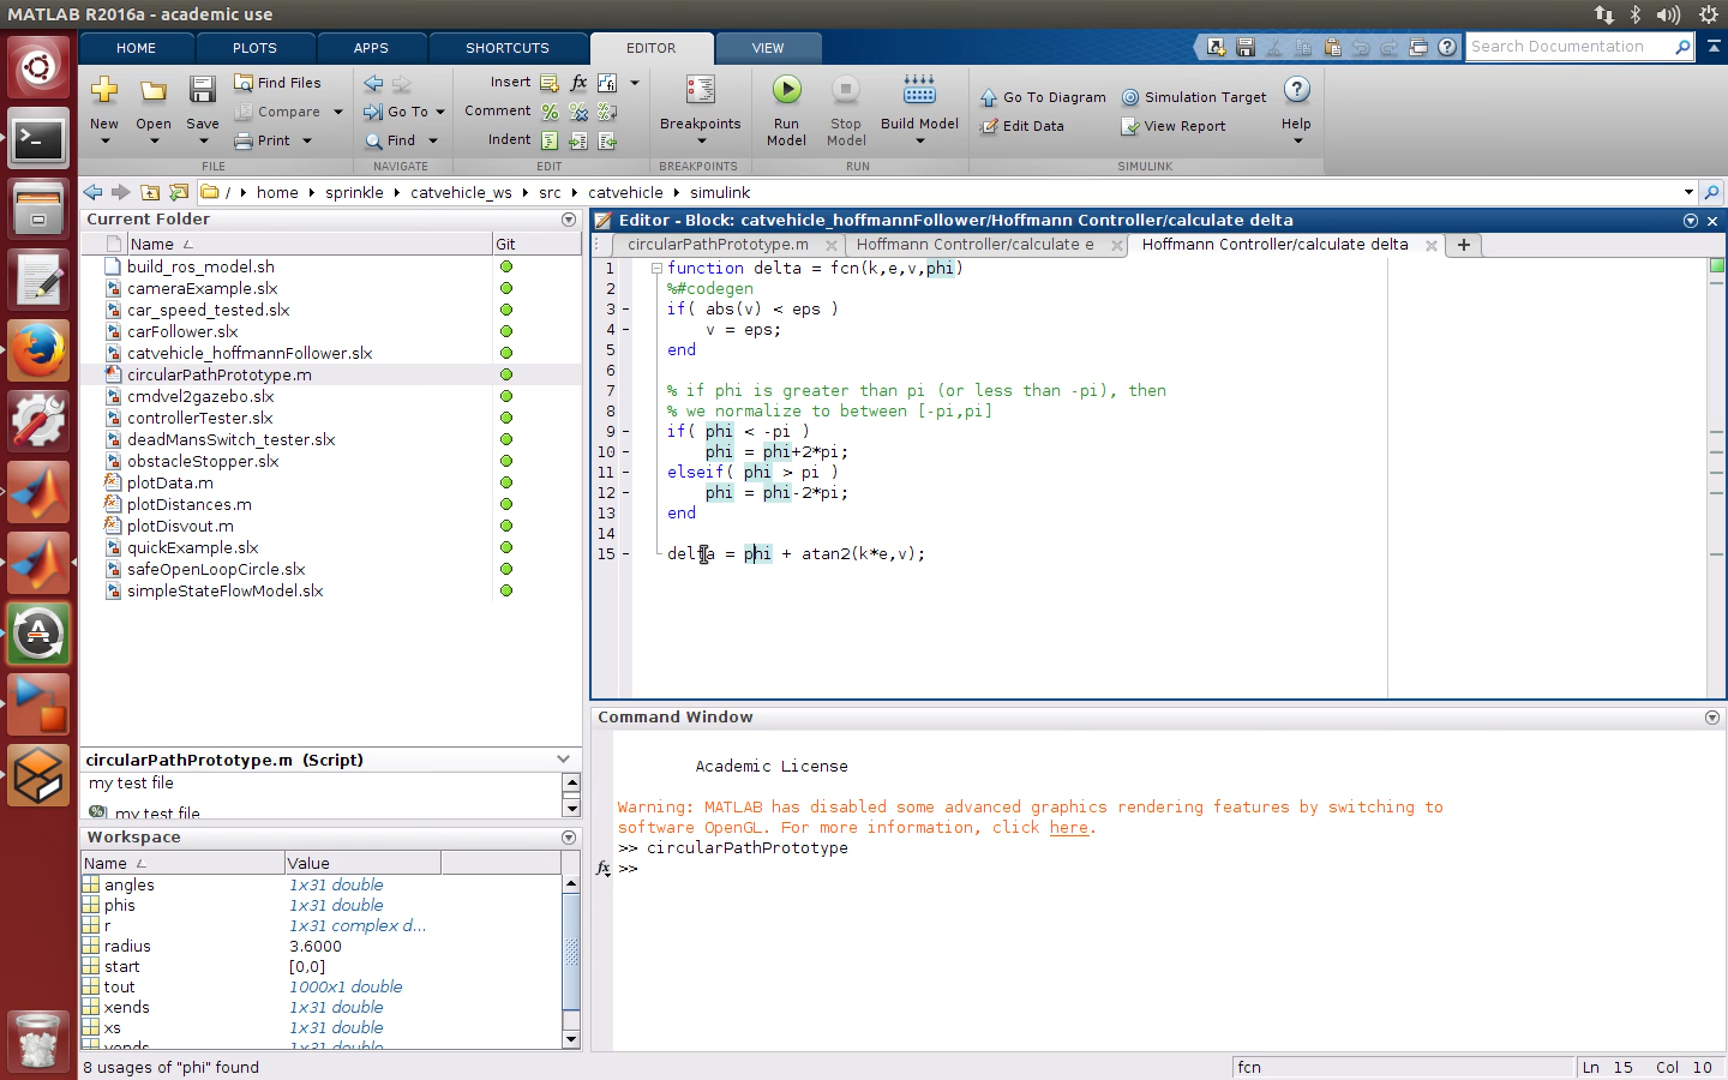 MATLAB R2016a - academic use
HOME PLOTS APPS SHORTCUTS EDITOR VIEW
Search Documentation
New Open Save
Find Files
Compare
Print
FILE
Go To
Find
NAVIGATE
Insert fx
Comment
Indent
EDIT
Breakpoints
BREAKPOINTS
Run Model
Stop Model
Build Model
RUN
Go To Diagram
Edit Data
Simulation Target
View Report
Help
SIMULINK
/ home sprinkle catvehicle_ws src catvehicle simulink
Current Folder
Name Git
build_ros_model.sh
cameraExample.slx
car_speed_tested.slx
carFollower.slx
catvehicle_hoffmannFollower.slx
circularPathPrototype.m
cmdvel2gazebo.slx
controllerTester.slx
deadMansSwitch_tester.slx
obstacleStopper.slx
plotData.m
plotDistances.m
plotDisvout.m
quickExample.slx
safeOpenLoopCircle.slx
simpleStateFlowModel.slx
circularPathPrototype.m (Script)
my test file
my test file
Workspace
Name Value
angles 1x31 double
phis 1x31 double
r 1x31 complex d...
radius 3.6000
start [0,0]
tout 1000x1 double
xends 1x31 double
xs 1x31 double
yends 1x31 double
Editor - Block: catvehicle_hoffmannFollower/Hoffmann Controller/calculate delta
circularPathPrototype.m Hoffmann Controller/calculate e Hoffmann Controller/calculate delta
1 function delta = fcn(k,e,v,phi)
2 %#codegen
3 - if( abs(v) < eps )
4 - v = eps;
5 end
6
7 % if phi is greater than pi (or less than -pi), then
8 % we normalize to between [-pi,pi]
9 - if( phi < -pi )
10 - phi = phi+2*pi;
11 - elseif( phi > pi )
12 - phi = phi-2*pi;
13 end
14
15 - delta = phi + atan2(k*e,v);
Command Window
Academic License
Warning: MATLAB has disabled some advanced graphics rendering features by switching to
software OpenGL. For more information, click here.
>> circularPathPrototype
fx >>
8 usages of "phi" found
fcn
Ln 15 Col 10